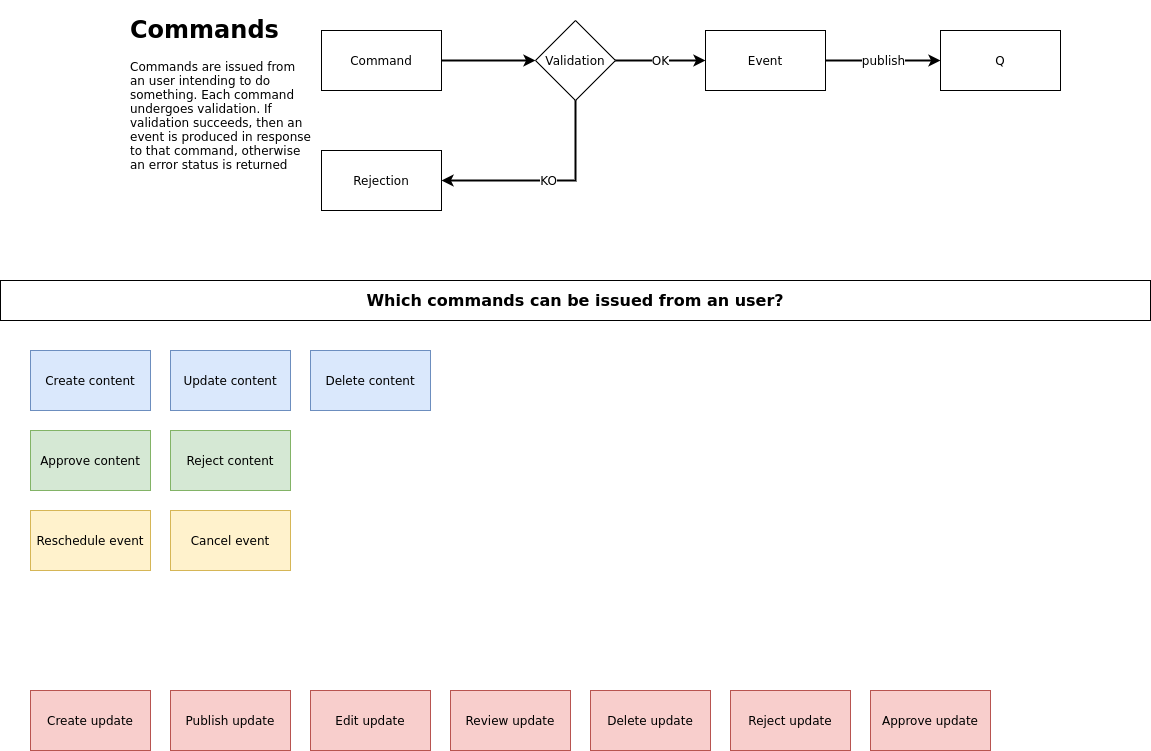 Commands
Commands are issued from
an user intending to do
something. Each command
undergoes validation. If
validation succeeds, then an
event is produced in response
to that command, otherwise
an error status is returned
Command
Validation
OK
Event
publish
Q
Rejection
KO
Which commands can be issued from an user?
Create content
Update content
Delete content
Approve content
Reject content
Reschedule event
Cancel event
Create update
Publish update
Edit update
Review update
Delete update
Reject update
Approve update